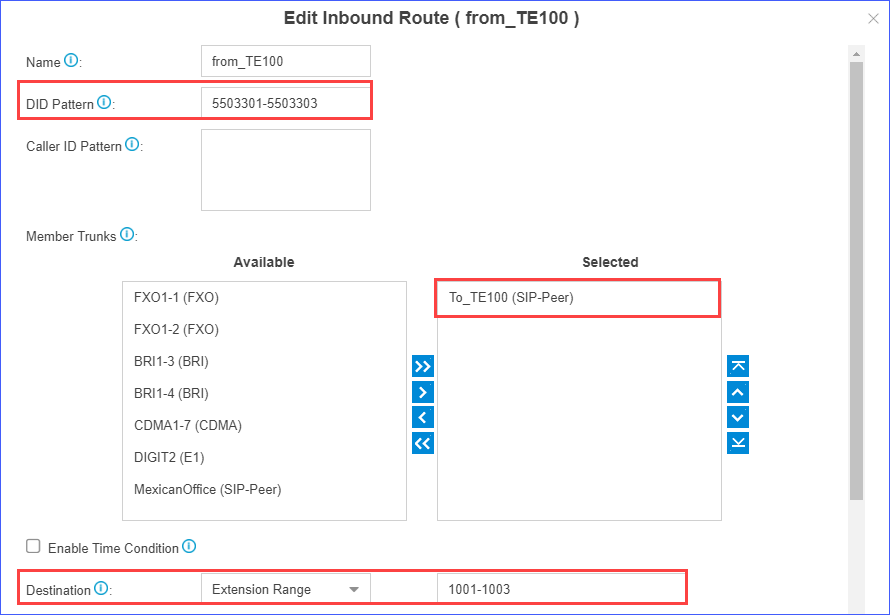 Edit Inbound Route ( from_TE100 )
Name : from_TE100
DID Pattern : 5503301-5503303
Caller ID Pattern :
Member Trunks :
Available Selected
FXO1-1 (FXO) To_TE100 (SIP-Peer)
FXO1-2 (FXO)
BRI1-3 (BRI)
BRI1-4 (BRI)
CDMA1-7 (CDMA)
DIGIT2 (E1)
MexicanOffice (SIP-Peer)
Enable Time Condition
Destination : Extension Range 1001-1003